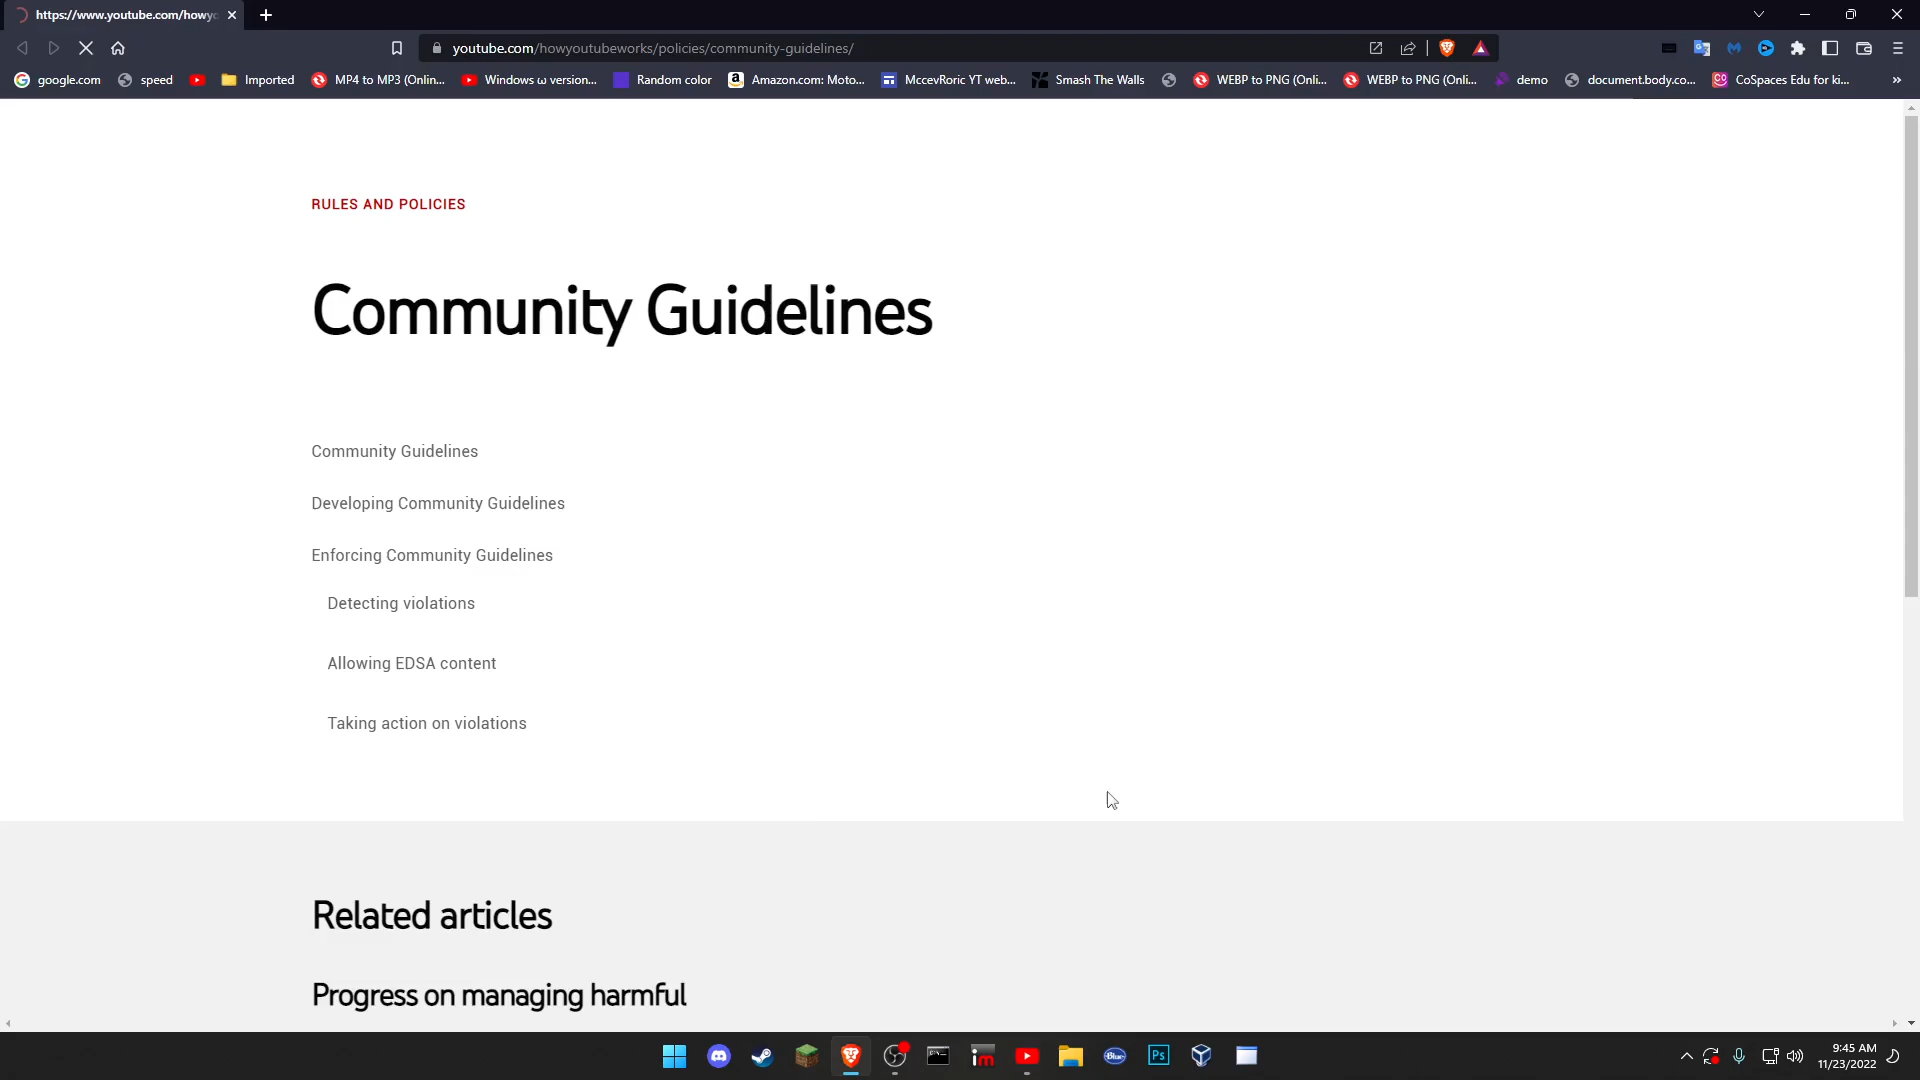 https://www.youtube.com/howyo
youtube.com/howyoutubeworks/policies/community-guidelines/
google.com speed Imported MP4 to MP3 (Onlin... Windows ω version... Random color Amazon.com: Moto... MccevRoric YT web... Smash The Walls WEBP to PNG (Onli... WEBP to PNG (Onli... demo document.body.co... CoSpaces Edu for ki...
RULES AND POLICIES
Community Guidelines
Community Guidelines
Developing Community Guidelines
Enforcing Community Guidelines
Detecting violations
Allowing EDSA content
Taking action on violations
Related articles
Progress on managing harmful
9:45 AM
11/23/2022